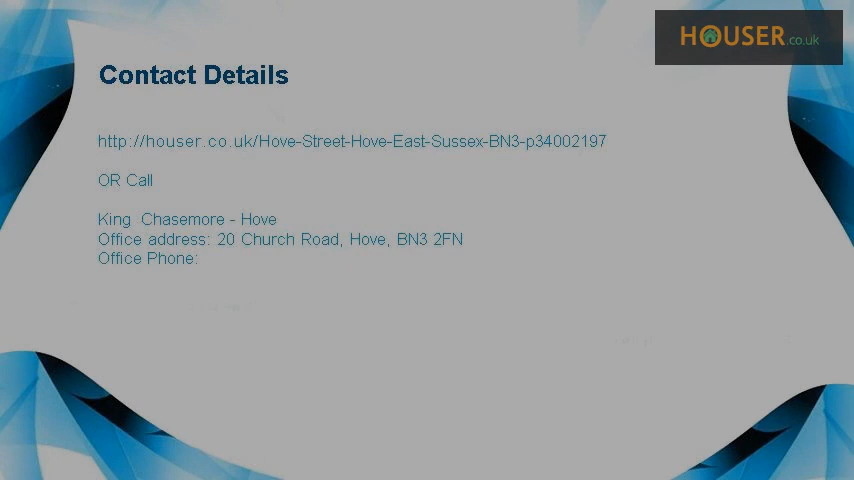 HOUSER.co.uk
Contact Details
http://houser.co.uk/Hove-Street-Hove-East-Sussex-BN3-p34002197
OR Call
King Chasemore - Hove
Office address: 20 Church Road, Hove, BN3 2FN
Office Phone: